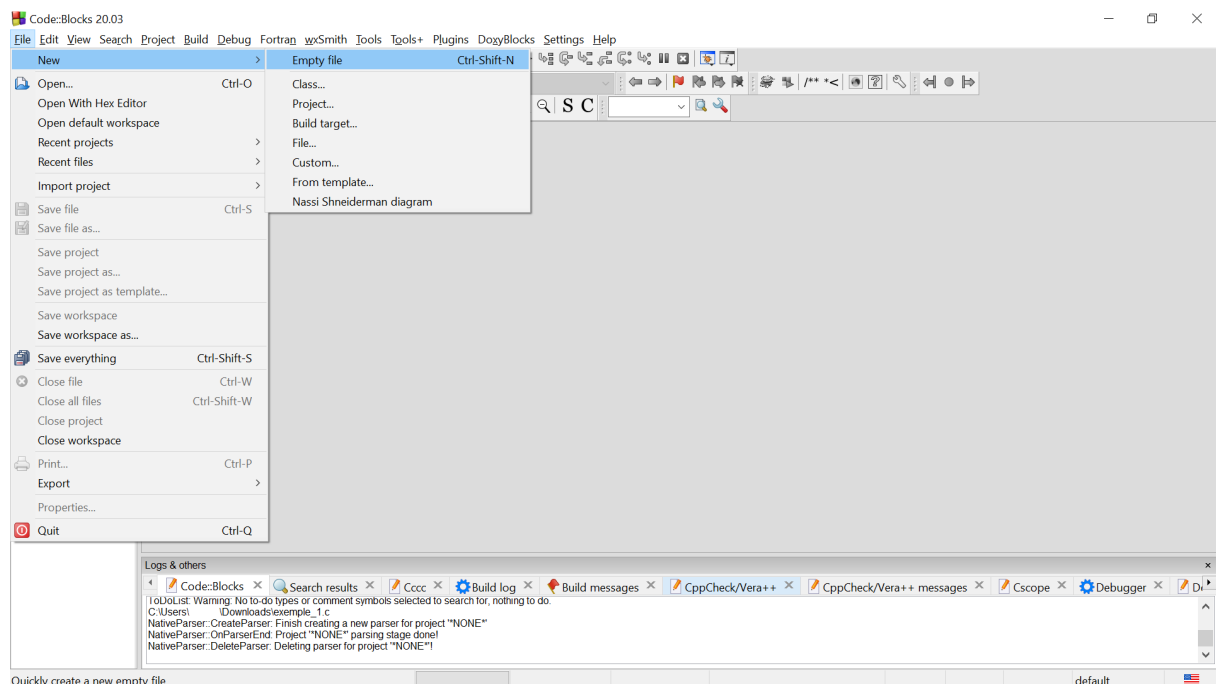 Code::Blocks 20.03
File Edit View Search Project Build Debug Fortran wxSmith Tools Tools+ Plugins DoxyBlocks Settings Help
New
Empty file Ctrl-Shift-N
Open... Ctrl-O
Class...
Open With Hex Editor
Project...
Open default workspace
Build target...
Recent projects
File...
Recent files
Custom...
Import project
From template...
Nassi Shneiderman diagram
S C
/** *<
Save file Ctrl-S
Save file as...
Save project
Save project as...
Save project as template...
Save workspace
Save workspace as...
Save everything Ctrl-Shift-S
Close file Ctrl-W
Close all files Ctrl-Shift-W
Close project
Close workspace
Print... Ctrl-P
Export
Properties...
Quit Ctrl-Q
Logs & others
Code::Blocks Search results Cccc Build log Build messages CppCheck/Vera++ CppCheck/Vera++ messages Cscope Debugger
ToDoList: Warning: No to-do types or comment symbols selected to search for, nothing to do.
C:\Users\ \Downloads\exemple_1.c
NativeParser::CreateParser: Finish creating a new parser for project '*NONE*'
NativeParser::OnParserEnd: Project '*NONE*' parsing stage done!
NativeParser::DeleteParser: Deleting parser for project '*NONE*'!
Quickly create a new empty file default